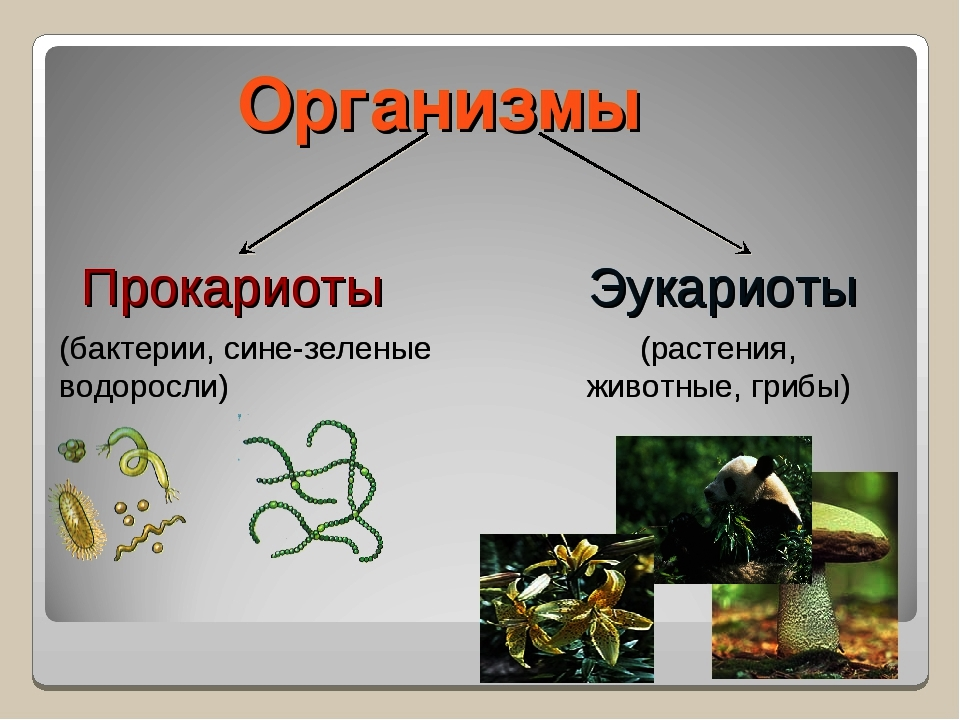 Организмы
Прокариоты
(бактерии, сине-зеленые
водоросли)
Эукариоты
(растения,
животные, грибы)